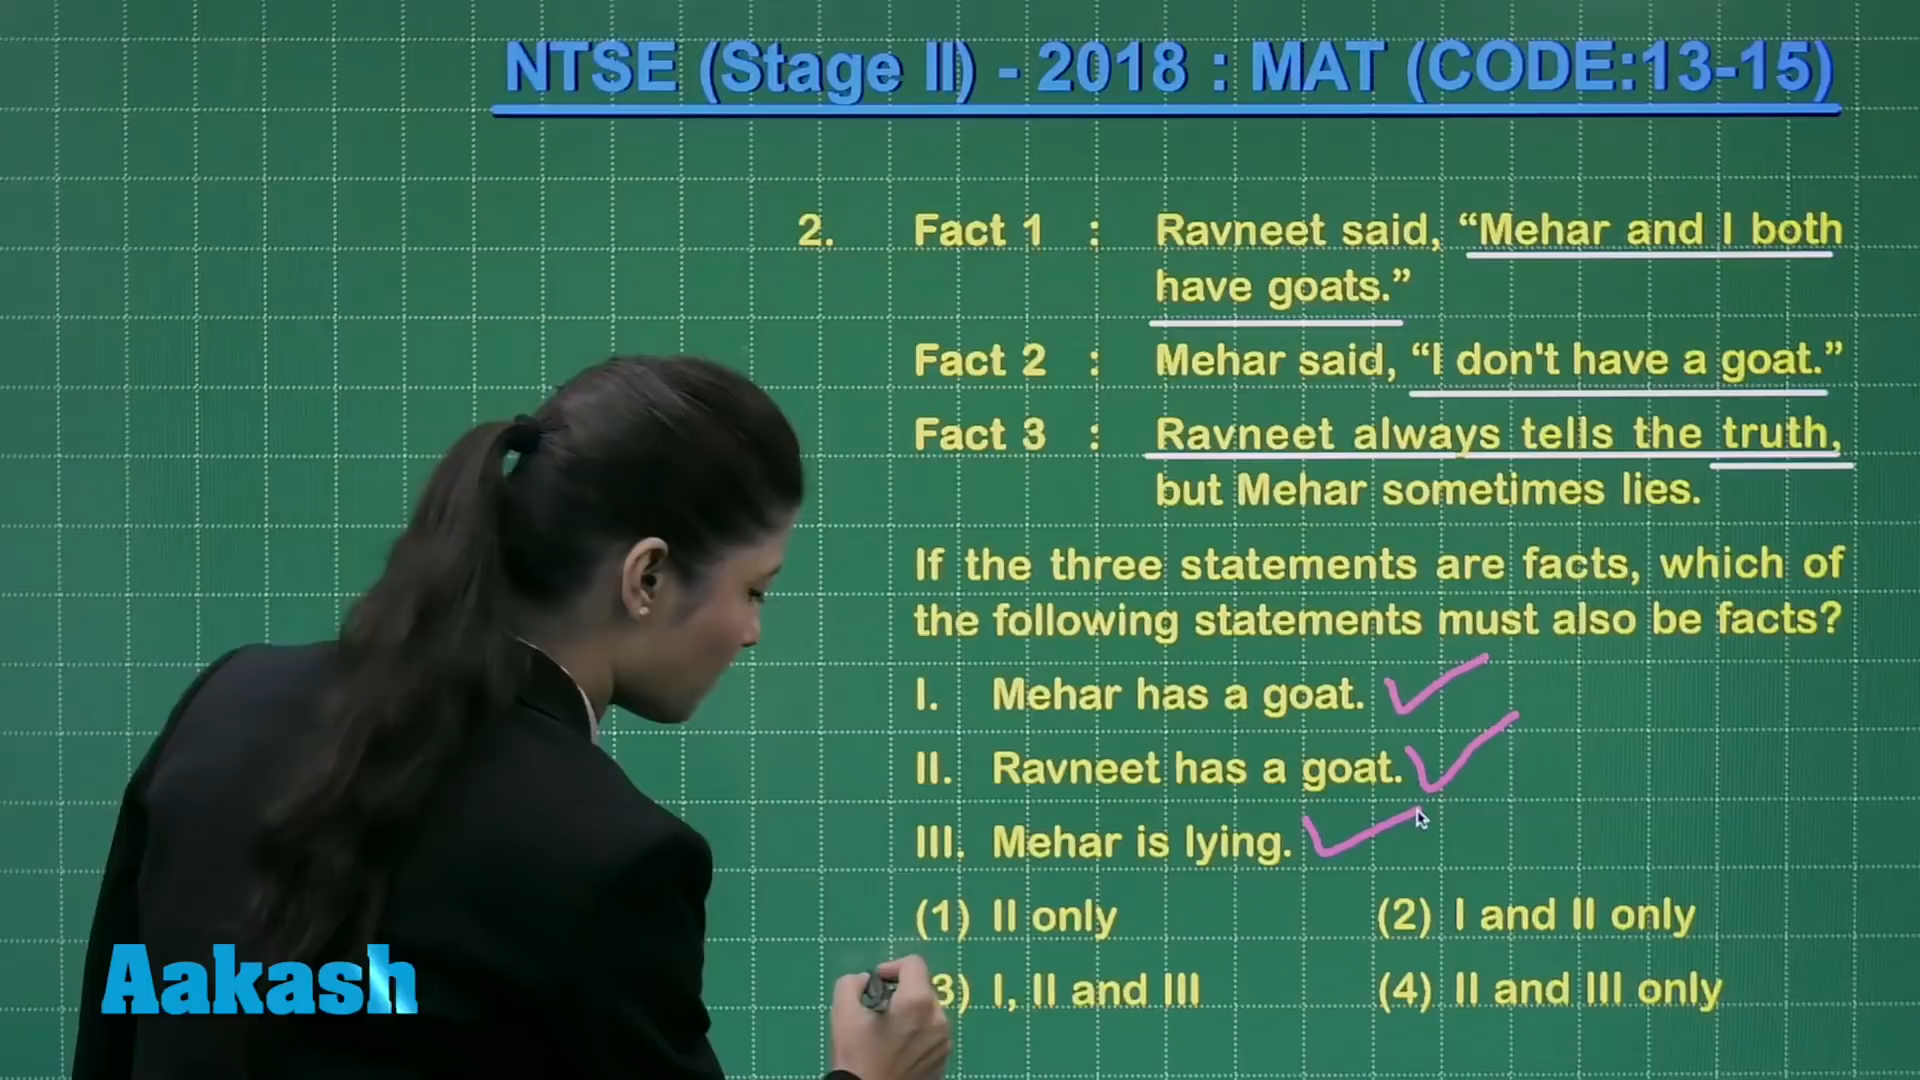 NTSE (Stage II) - 2018 : MAT (CODE:13-15)
2. Fact 1 : Ravneet said, “Mehar and I both
have goats.”
Fact 2 : Mehar said, “I don't have a goat.”
Fact 3 : Ravneet always tells the truth,
but Mehar sometimes lies.
If the three statements are facts, which of
the following statements must also be facts?
I. Mehar has a goat.
II. Ravneet has a goat.
III. Mehar is lying.
(1) II only (2) I and II only
3) I, II and III (4) II and III only
Aakash